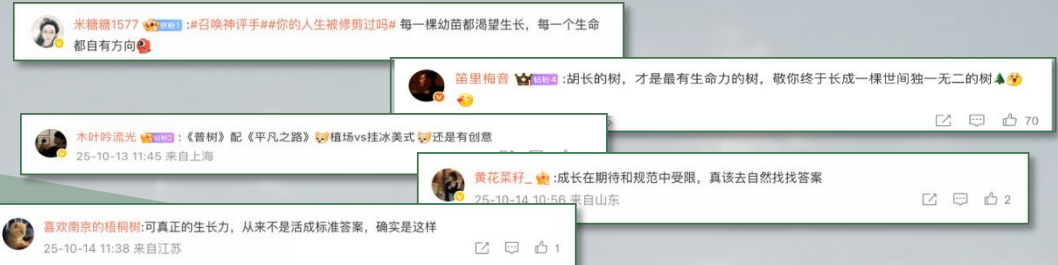 米糖糖1577 铁粉1 :#召唤神评手##你的人生被修剪过吗# 每一棵幼苗都渴望生长，每一个生命
都自有方向
笛里梅音 钻粉4 :胡长的树，才是最有生命力的树，敬你终于长成一棵世间独一无二的树
70
木叶吟流光 钻粉2 :《普树》配《平凡之路》植场vs挂冰美式还是有创意
25-10-13 11:45 来自上海
黄花菜籽_ :成长在期待和规范中受限，真该去自然找找答案
25-10-14 10:56 来自山东
2
喜欢南京的梧桐树:可真正的生长力，从来不是活成标准答案，确实是这样
25-10-14 11:38 来自江苏
1